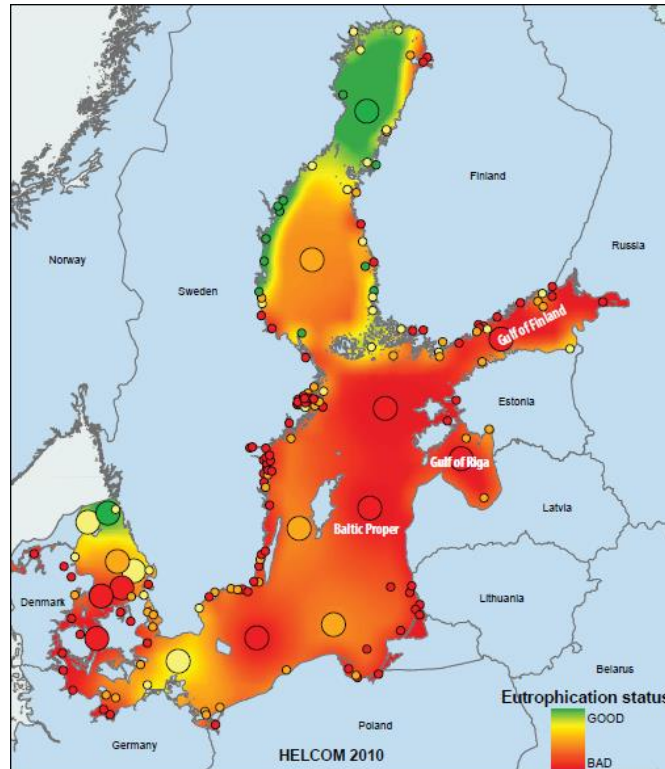 Finland
Russia
Norway
Sweden
Gulf of Finland
Estonia
Gulf of Riga
Latvia
Baltic Proper
Denmark
Lithuania
Belarus
Eutrophication status
GOOD
Poland
Germany
HELCOM 2010
BAD